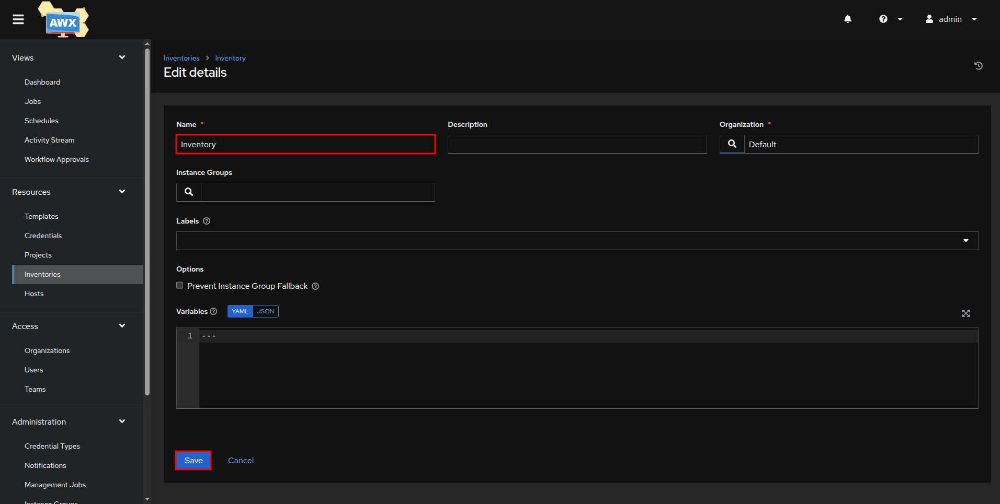 AWX
admin
Views
Dashboard
Jobs
Schedules
Activity Stream
Workflow Approvals
Resources
Templates
Credentials
Projects
Inventories
Hosts
Access
Organizations
Users
Teams
Administration
Credential Types
Notifications
Management Jobs
Instance Groups
Inventories > Inventory
Edit details
Name *
Description
Organization *
Inventory
Default
Instance Groups
Labels
Options
Prevent Instance Group Fallback
Variables YAML JSON
1 ---
Save Cancel